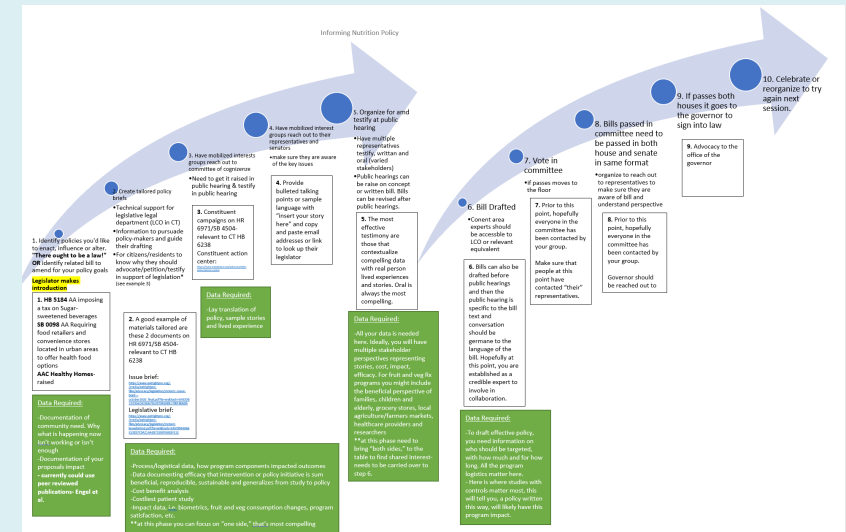 Informing Nutrition Policy
1. Identify policies you'd like
to enact, influence or alter.
"There ought to be a law!"
OR identify related bill to
amend for your policy goals
Legislator makes
introduction
1. HB 5184 AA imposing
a tax on Sugar-
sweetened beverages
SB 0098 AA Requiring
food retailers and
convenience stores
located in urban areas
to offer health food
options
AAC Healthy Homes-
raised
Data Required:
-Documentation of
community need. Why
what is happening now
isn't working or isn't
enough
-Documentation of your
proposals impact
- currently could use
peer reviewed
publications- Engel et
al.
2. Create tailored policy
briefs
•Technical support for
legislative legal
department (LCO in CT)
•Information to pursuade
policy-makers and guide
their drafting
•For citizens/residents to
know why they should
advocate/petition/testify
in support of legislation*
(see example 3)
2. A good example of
materials tailored are
these 2 documents on
HR 6971/SB 4504-
relevant to CT HB
6238
Issue brief:
Legislative brief:
Data Required:
-Process/logistical data, how program components impacted outcomes
-Data documenting efficacy that intervention or policy initiative is sum
beneficial, reproducible, sustainable and generalizes from study to policy
-Cost benefit analysis
-Costliest patient study
-Impact data, i.e. biometrics, fruit and veg consumption changes, program
satisfaction, etc.
**at this phase you can focus on "one side," that's most compelling
3. Have mobilized interest
groups reach out to
committee of cognizence
•Need to get it raised in
public hearing & testify
in public hearing
3. Constituent
campaigns on HR
6971/SB 4504-
relevant to CT HB
6238
Constituent action
center:
Data Required:
-Lay translation of
policy, sample stories
and lived experience
4. Have mobilized interest
groups reach out to their
representatives and
senators
•make sure they are aware
of the key issues
4. Provide
bulleted talking
points or sample
language with
"insert your story
here" and copy
and paste email
addresses or link
to look up their
legislator
5. Organize for amd
testify at public
hearing
•Have multiple
representatives
testify, writtan and
oral (varied
stakeholders)
•Public hearings can
be raise on concept
or written bill. Bills
can be revised after
public hearings.
5. The most
effective
testimony are
those that
contextualize
compelling data
with real person
lived experiences
and stories. Oral is
always the most
compelling.
Data Required:
-All your data is needed
here. Ideally, you will have
multiple stakeholder
perspectives representing
stories, cost, impact,
efficacy. For fruit and veg Rx
programs you might include
the beneficial perspective of
families, children and
elderly, grocery stores, local
agriculture/farmers markets,
healthcare providers and
researchers
**at this phase need to
bring "both sides," to the
table to find shared interest-
needs to be carried over to
step 6.
6. Bill Drafted
•Conent area
experts should
be accessible to
LCO or relevant
equivalent
6. Bills can also be
drafted before
public hearings
and then the
public hearing is
specific to the bill
text and
conversation
should be
germane to the
language of the
bill. Hopefully at
this point, you are
established as a
credible expert to
involve in
collaboration.
Data Required:
-To draft effective policy,
you need information on
who should be targeted,
with how much and for how
long. All the program
logistics matter here.
- Here is where studies with
controls matter most, this
will tell you, a policy written
this way, will likely have this
program impact.
7. Vote in
committee
•If passes moves to
the floor
7. Prior to this
point, hopefully
everyone in the
committee has
been contacted by
your group.
Make sure that
people at this
point have
contacted "their"
representatives.
8. Bills passed in
committee need to
be passed in both
house and senate
in same format
•organize to reach out
to representatives to
make sure they are
aware of bill and
understand perspective
8. Prior to this
point, hopefully
everyone in the
committee has
been contacted by
your group.
Governor should
be reached out to
9. If passes both
houses it goes to
the governor to
sign into law
9. Advocacy to the
office of the
governor
10. Celebrate or
reorganize to try
again next
session.